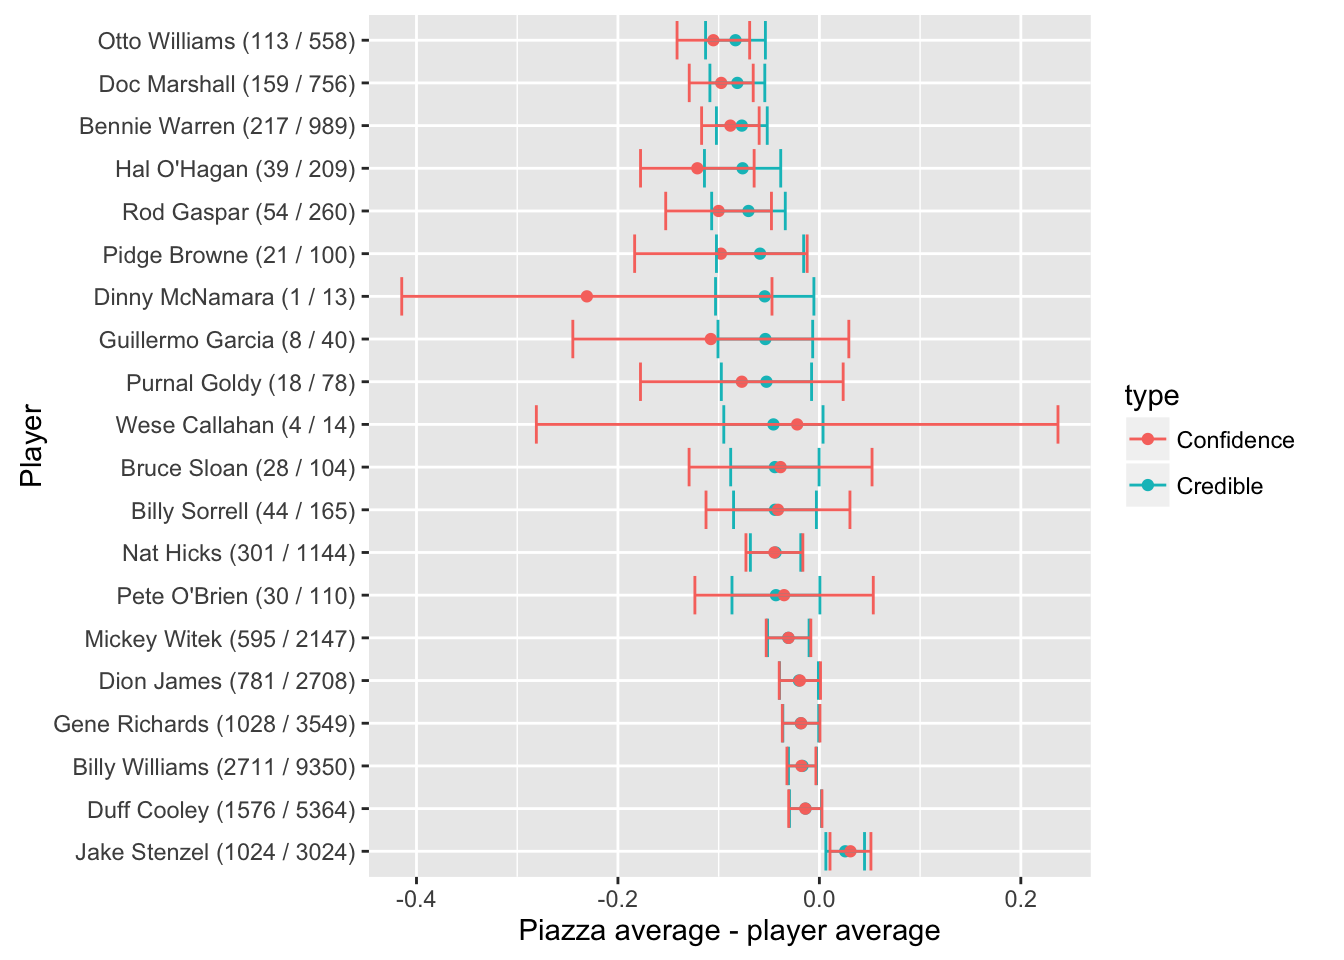 Otto Williams (113 / 558)
Doc Marshall (159 / 756)
Bennie Warren (217 / 989)
Hal O'Hagan (39 / 209)
Rod Gaspar (54 / 260)
Pidge Browne (21 / 100)
Dinny McNamara (1 / 13)
Guillermo Garcia (8 / 40)
Purnal Goldy (18 / 78)
Wese Callahan (4 / 14)
Bruce Sloan (28 / 104)
Billy Sorrell (44 / 165)
Nat Hicks (301 / 1144)
Pete O'Brien (30 / 110)
Mickey Witek (595 / 2147)
Dion James (781 / 2708)
Gene Richards (1028 / 3549)
Billy Williams (2711 / 9350)
Duff Cooley (1576 / 5364)
Jake Stenzel (1024 / 3024)
Player
-0.4 -0.2 0.0 0.2
Piazza average - player average
type
Confidence
Credible